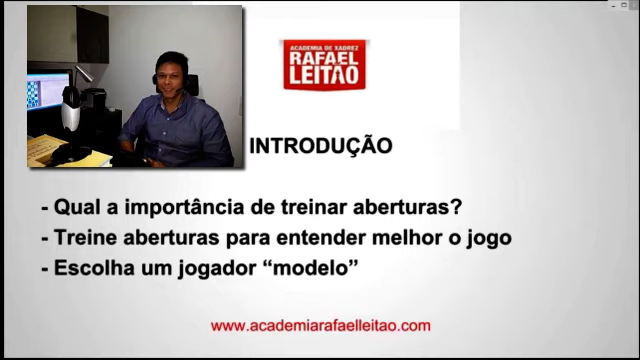 ACADEMIA DE XADREZ
RAFAEL
LEITÃO
INTRODUÇÃO
- Qual a importância de treinar aberturas?
- Treine aberturas para entender melhor o jogo
- Escolha um jogador “modelo”
www.academiarafaelleitao.com